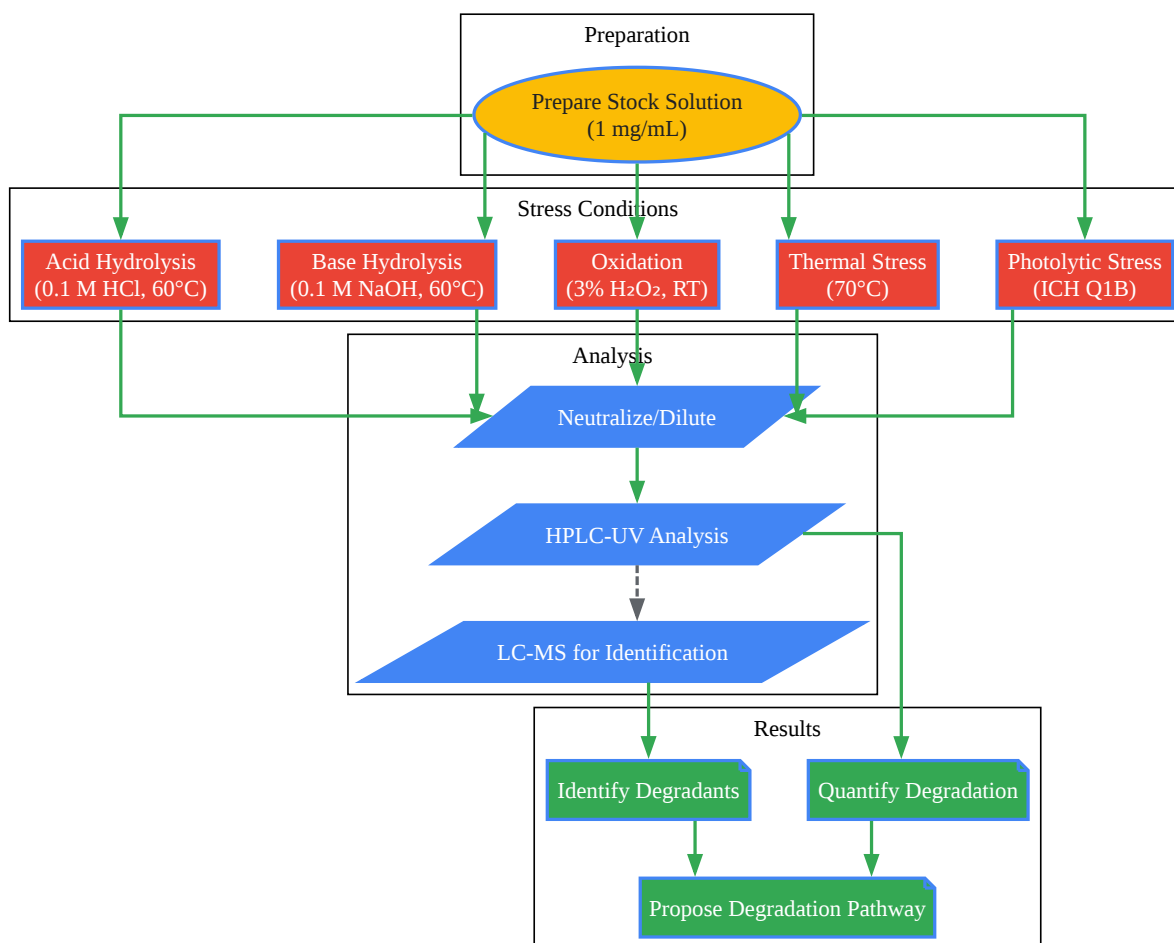 Preparation
Prepare Stock Solution
(1 mg/mL)
Stress Conditions
Acid Hydrolysis
(0.1 M HCl, 60°C)
Base Hydrolysis
(0.1 M NaOH, 60°C)
Oxidation
(3% H₂O₂, RT)
Thermal Stress
(70°C)
Photolytic Stress
(ICH Q1B)
Analysis
Neutralize/Dilute
HPLC-UV Analysis
LC-MS for Identification
Results
Identify Degradants
Quantify Degradation
Propose Degradation Pathway